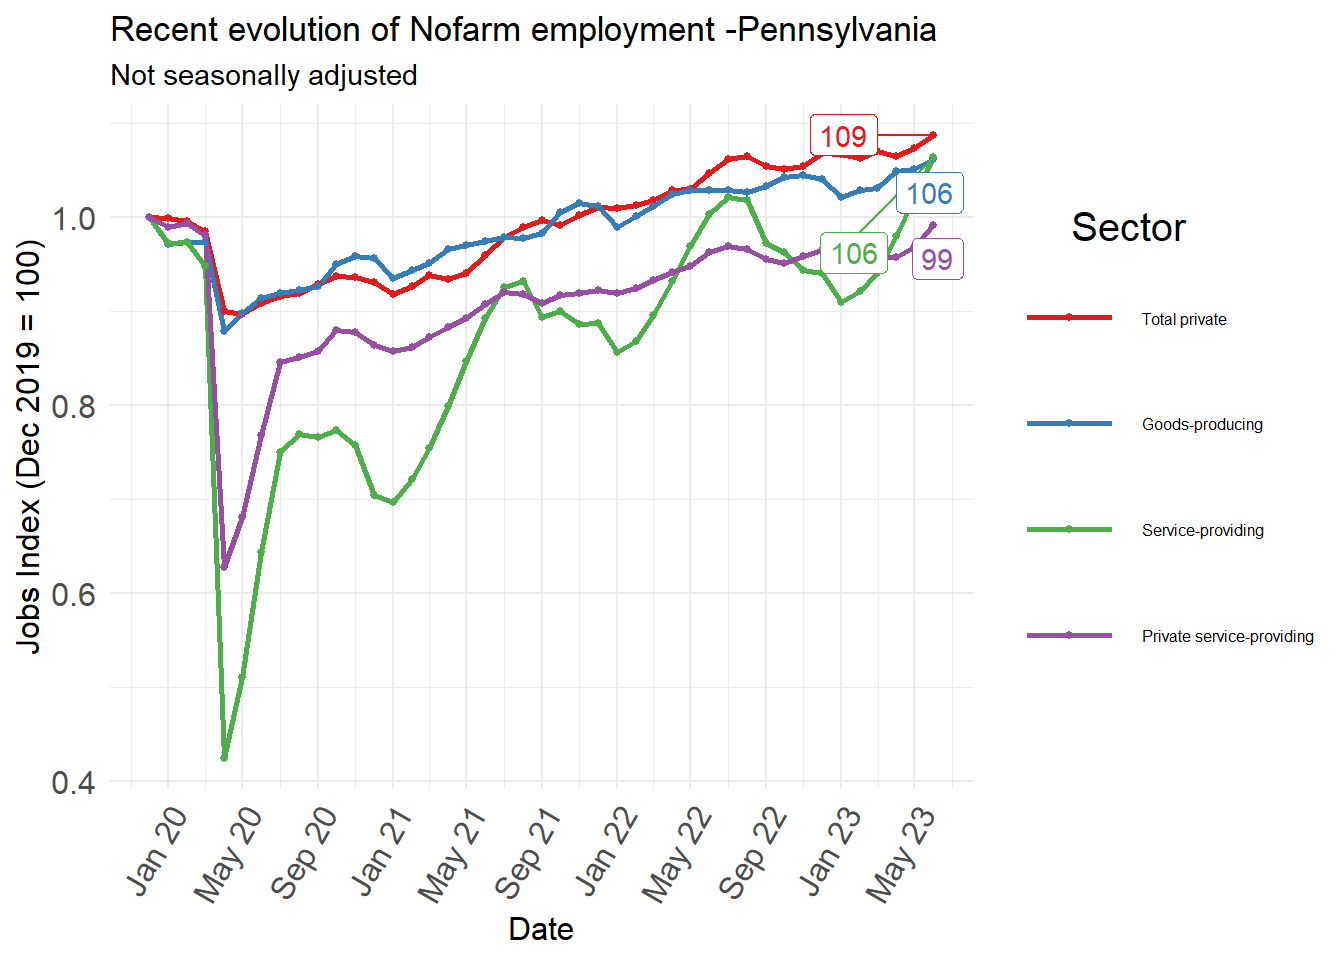 Recent evolution of Nofarm employment -Pennsylvania
Not seasonally adjusted
Jobs Index (Dec 2019 = 100)
1.0
0.8
0.6
0.4
109
106
106
99
Jan 20
May 20
Sep 20
Jan 21
May 21
Sep 21
Jan 22
May 22
Sep 22
Jan 23
May 23
Date
Sector
Total private
Goods-producing
Service-providing
Private service-providing